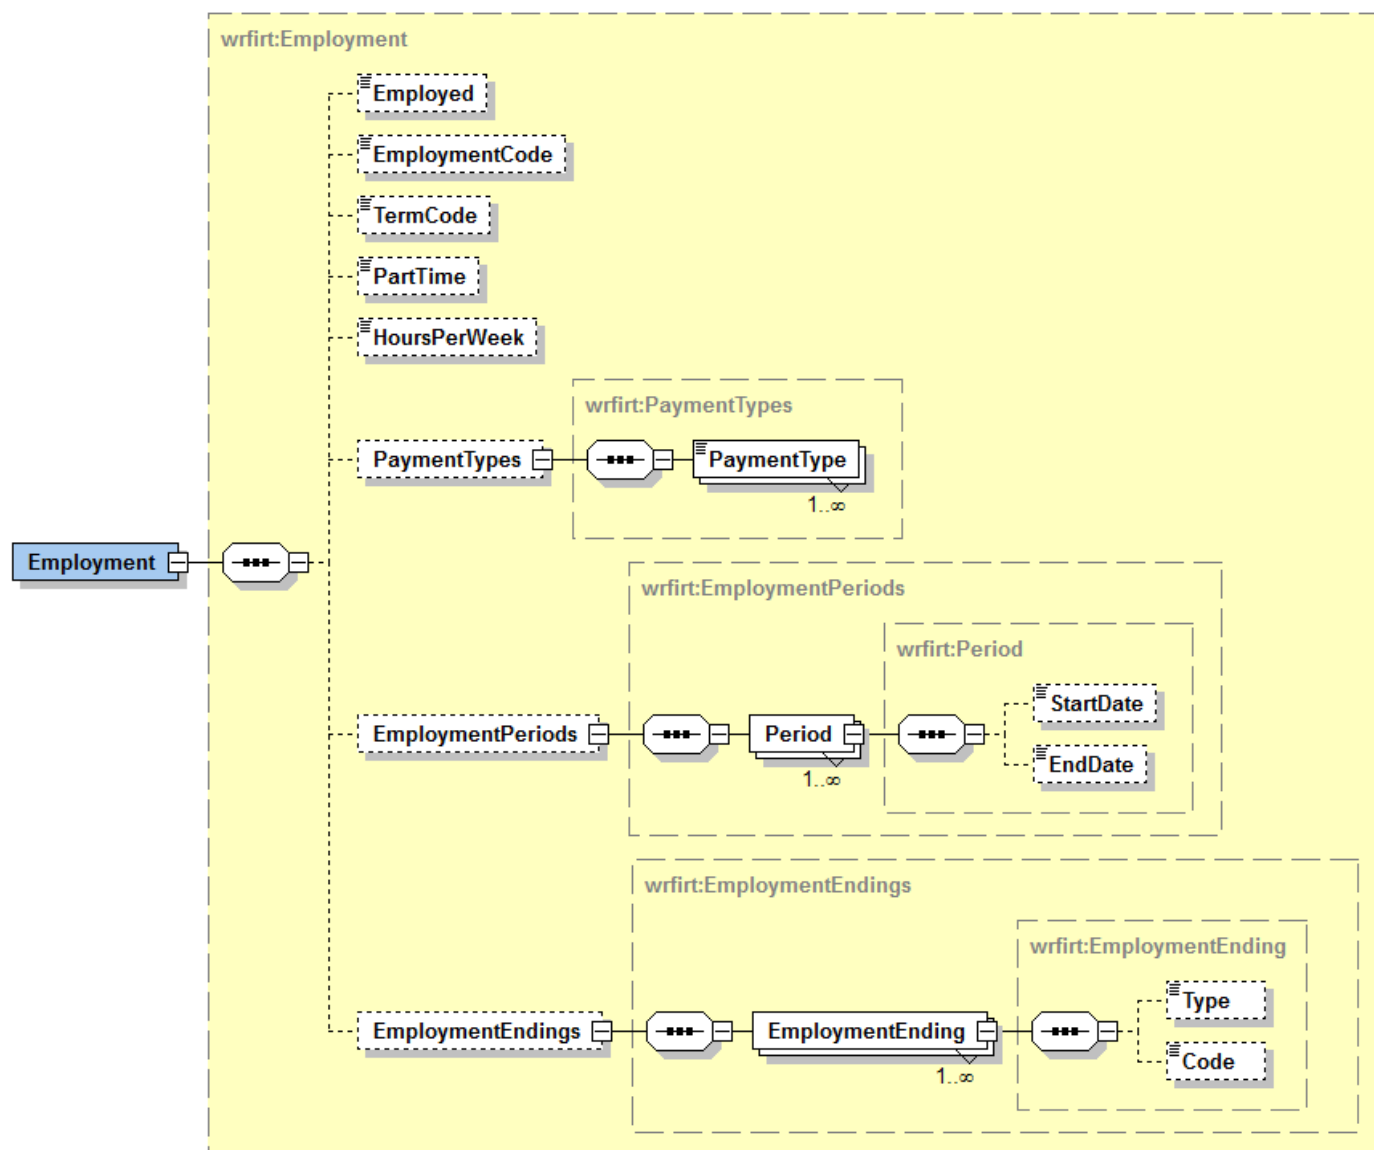 wrfirt:Employment
Employed
EmploymentCode
TermCode
PartTime
HoursPerWeek
wrfirt:PaymentTypes
PaymentTypes
PaymentType
1..∞
Employment
wrfirt:EmploymentPeriods
wrfirt:Period
StartDate
EmploymentPeriods
Period
EndDate
1..∞
wrfirt:EmploymentEndings
wrfirt:EmploymentEnding
Type
EmploymentEndings
EmploymentEnding
Code
1..∞